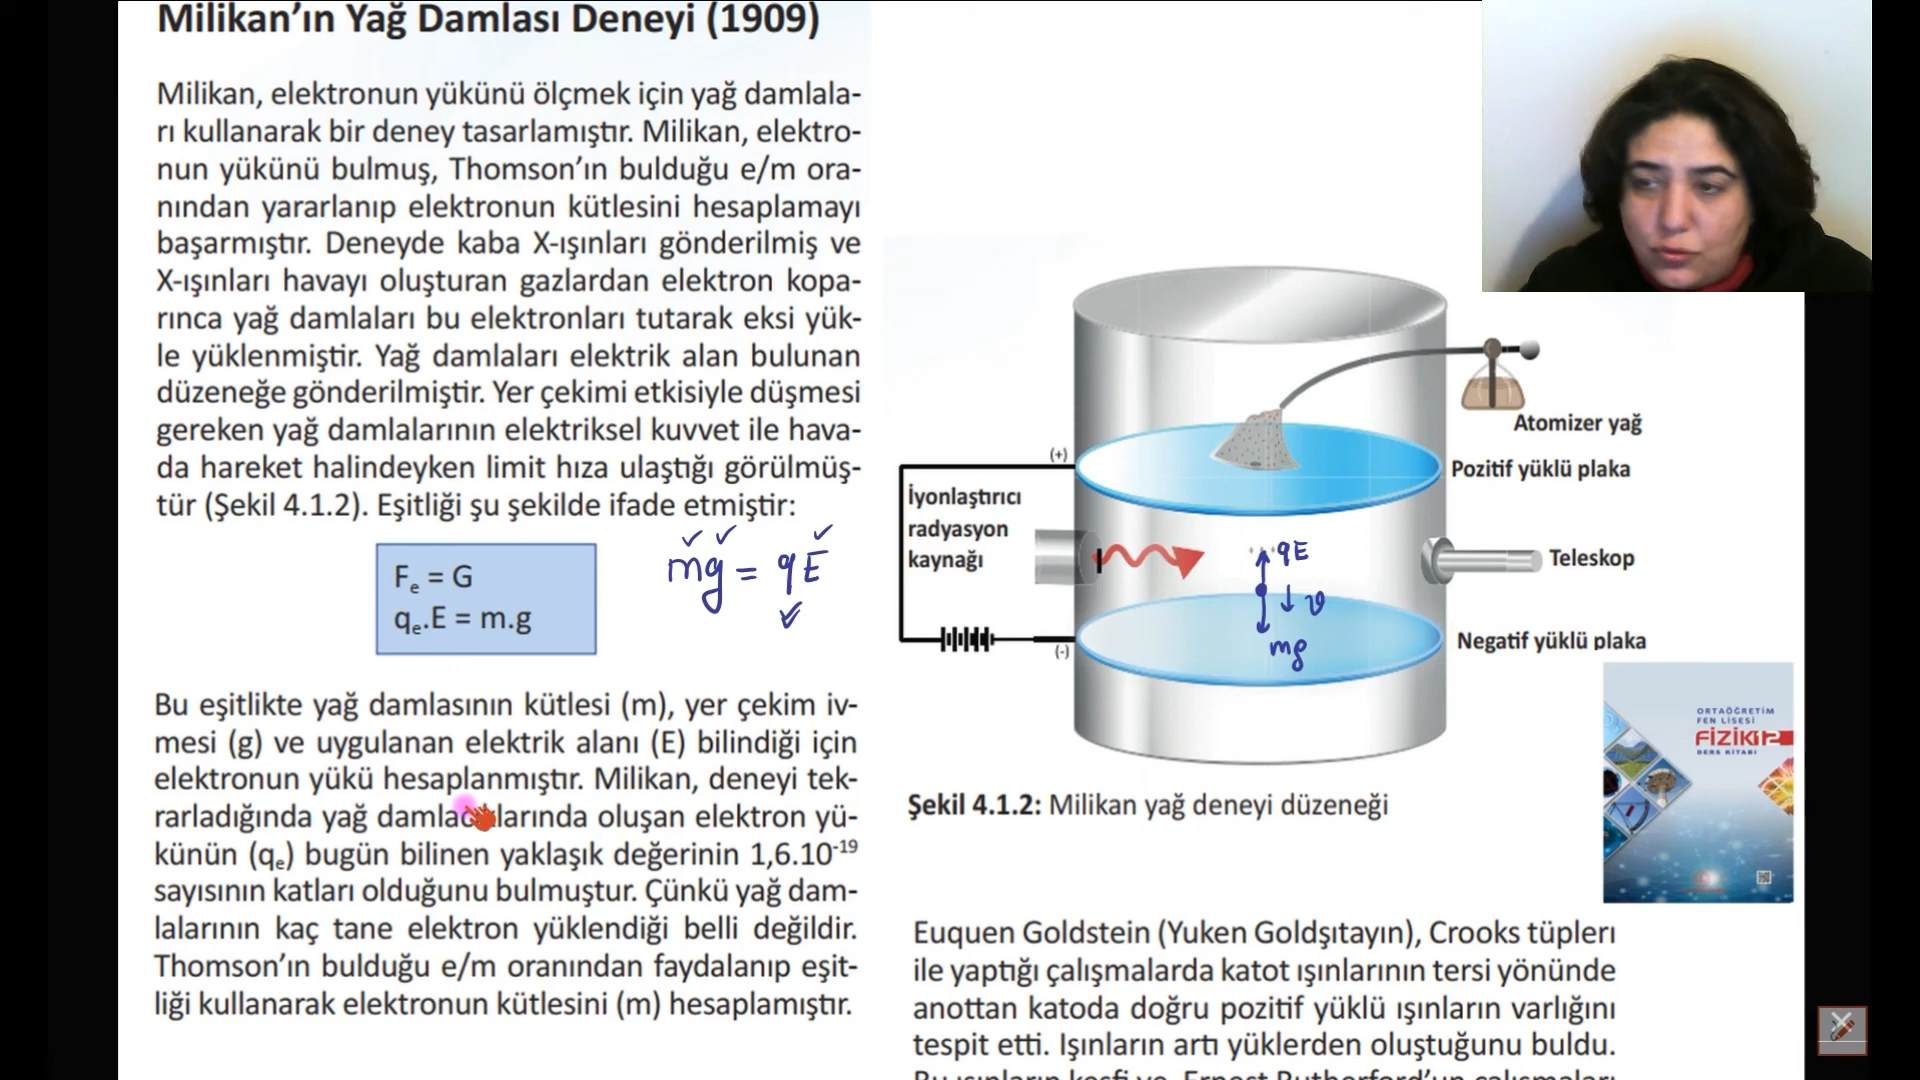 Milikan'ın Yağ Damlası Deneyi (1909)
Milikan, elektronun yükünü ölçmek için yağ damlala-
rı kullanarak bir deney tasarlamıştır. Milikan, elektro-
nun yükünü bulmuş, Thomson'ın bulduğu e/m ora-
nından yararlanıp elektronun kütlesini hesaplamayı
başarmıştır. Deneyde kaba X-ışınları gönderilmiş ve
X-ışınları havayı oluşturan gazlardan elektron kopa-
rınca yağ damlaları bu elektronları tutarak eksi yük-
le yüklenmiştir. Yağ damlaları elektrik alan bulunan
düzeneğe gönderilmiştir. Yer çekimi etkisiyle düşmesi
gereken yağ damlalarının elektriksel kuvvet ile hava-
da hareket halindeyken limit hıza ulaştığı görülmüş-
tür (Şekil 4.1.2). Eşitliği şu şekilde ifade etmiştir:
Fe = G
qe.E = m.g
mg = qE
Bu eşitlikte yağ damlasının kütlesi (m), yer çekim iv-
mesi (g) ve uygulanan elektrik alanı (E) bilindiği için
elektronun yükü hesaplanmıştır. Milikan, deneyi tek-
rarladığında yağ damlacıklarında oluşan elektron yü-
künün (qe) bugün bilinen yaklaşık değerinin 1,6.10-19
sayısının katları olduğunu bulmuştur. Çünkü yağ dam-
lalarının kaç tane elektron yüklendiği belli değildir.
Thomson'ın bulduğu e/m oranından faydalanıp eşit-
liği kullanarak elektronun kütlesini (m) hesaplamıştır.
Atomizer yağ
(+)
Pozitif yüklü plaka
İyonlaştırıcı
radyasyon
kaynağı
qE
Teleskop
v
mg
(-)
Negatif yüklü plaka
Şekil 4.1.2: Milikan yağ deneyi düzeneği
ORTAÖĞRETİM
FEN LİSESİ
FİZİK 12
DERS KİTABI
Euquen Goldstein (Yuken Goldşıtayın), Crooks tüpleri
ile yaptığı çalışmalarda katot ışınlarının tersi yönünde
anottan katoda doğru pozitif yüklü ışınların varlığını
tespit etti. Işınların artı yüklerden oluştuğunu buldu.
Bu ışınların keşfi ve Ernest Rutherford'un çalışmaları